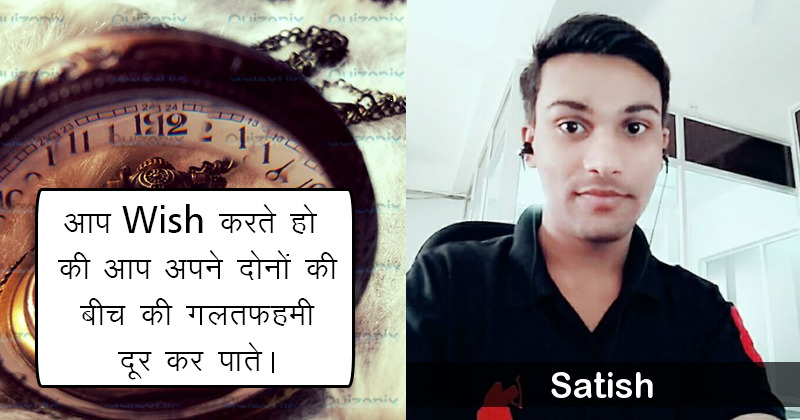 आप Wish करते हो
की आप अपने दोनों की
बीच की गलतफहमी
दूर कर पाते।
Satish